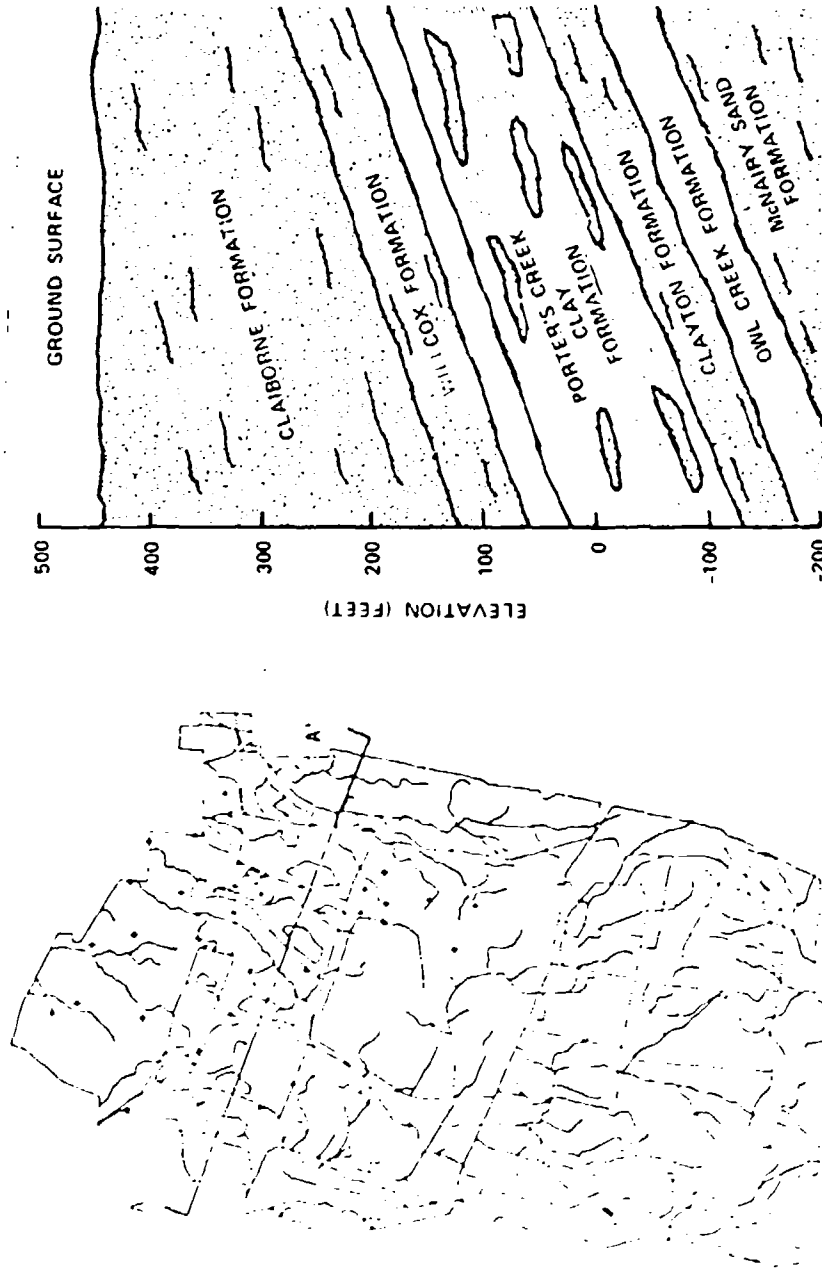 GROUND SURFACE
500
400
300
200
100
0
-100
-200
ELEVATION (FEET)
CLAIBORNE FORMATION
FORMATION
PORTER'S CREEK
CLAY
FORMATION
CLAYTON FORMATION
OWL CREEK FORMATION
McNAIRY SAND
FORMATION
A'